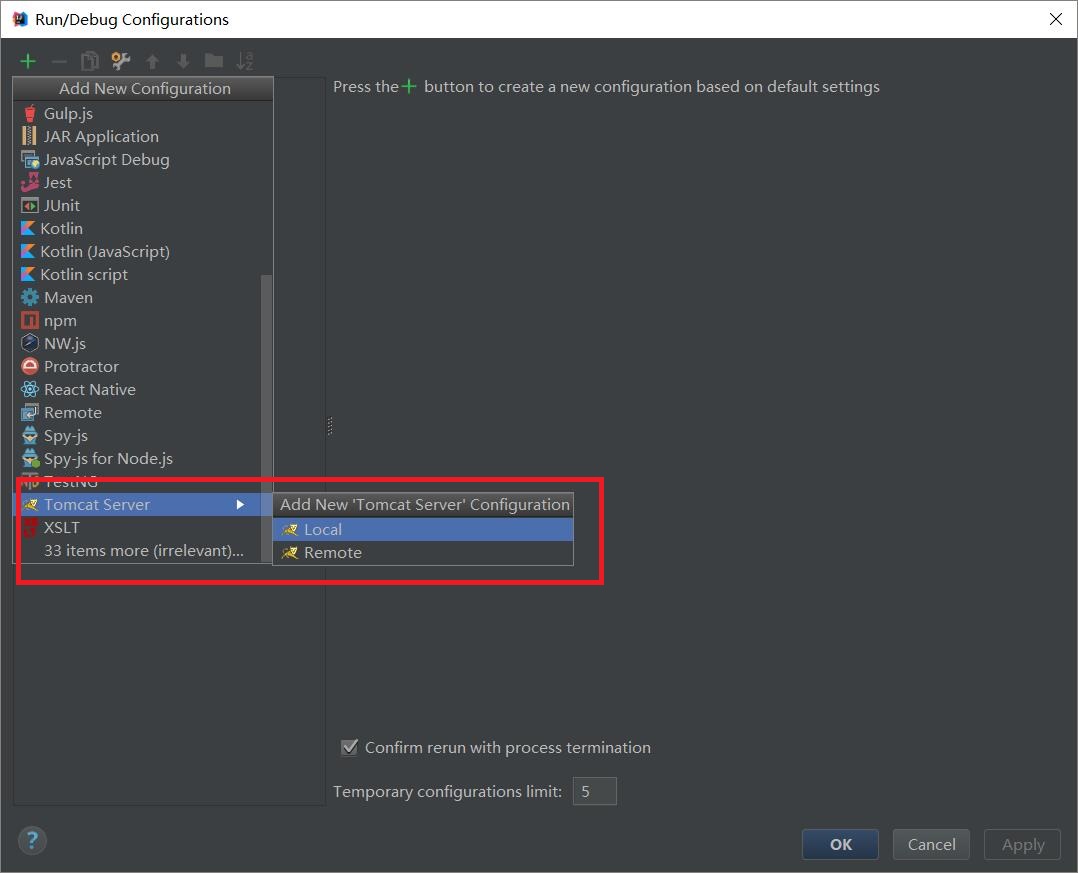 Run/Debug Configurations
Add New Configuration
Press the + button to create a new configuration based on default settings
Gulp.js
JAR Application
JavaScript Debug
Jest
JUnit
Kotlin
Kotlin (JavaScript)
Kotlin script
Maven
npm
NW.js
Protractor
React Native
Remote
Spy-js
Spy-js for Node.js
TestNG
Tomcat Server
Add New 'Tomcat Server' Configuration
XSLT
Local
33 items more (irrelevant)...
Remote
Confirm rerun with process termination
Temporary configurations limit: 5
?
OK Cancel Apply